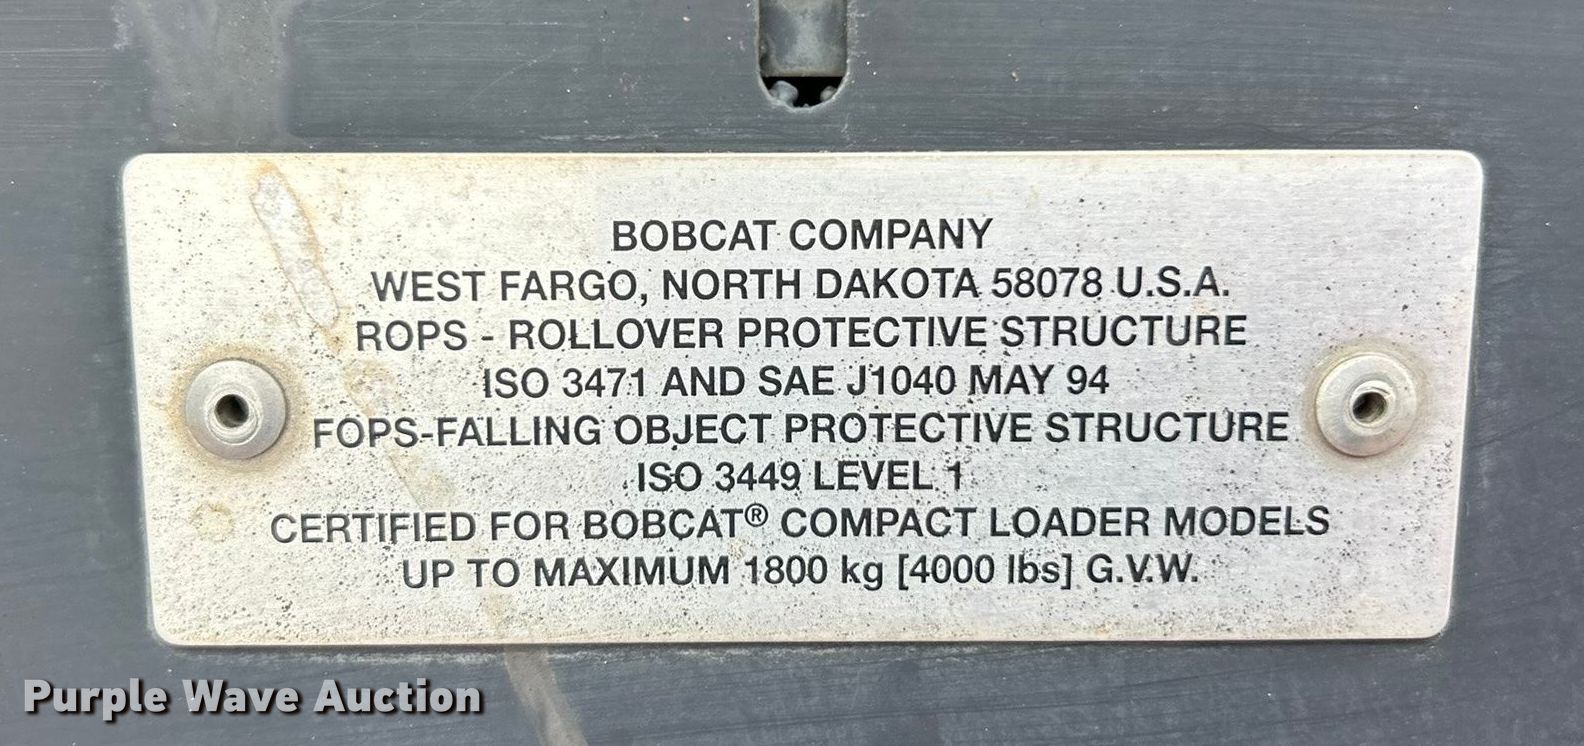 BOBCAT COMPANY
WEST FARGO, NORTH DAKOTA 58078 U.S.A.
ROPS - ROLLOVER PROTECTIVE STRUCTURE
ISO 3471 AND SAE J1040 MAY 94
FOPS-FALLING OBJECT PROTECTIVE STRUCTURE
ISO 3449 LEVEL 1
CERTIFIED FOR BOBCAT® COMPACT LOADER MODELS
UP TO MAXIMUM 1800 kg [4000 lbs] G.V.W.
Purple Wave Auction